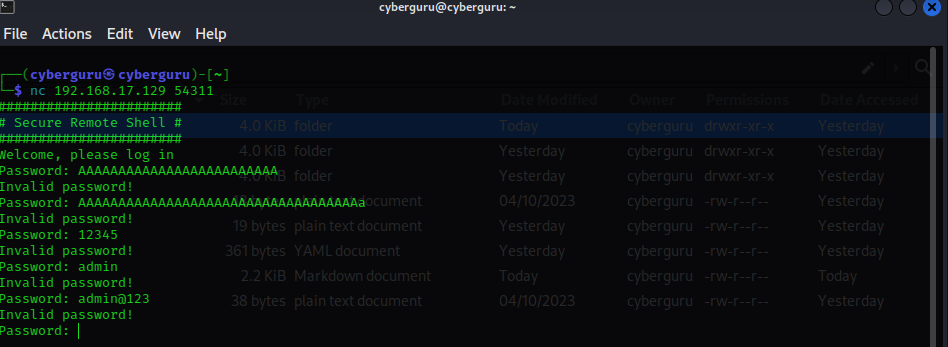 cyberguru@cyberguru: ~
File Actions Edit View Help
┌──(cyberguru㉿cyberguru)-[~]
└─$ nc 192.168.17.129 54311
#######################
# Secure Remote Shell #
#######################
Welcome, please log in
Password: AAAAAAAAAAAAAAAAAAAAAAAAA
Invalid password!
Password: AAAAAAAAAAAAAAAAAAAAAAAAAAAAAAAAAAAa
Invalid password!
Password: 12345
Invalid password!
Password: admin
Invalid password!
Password: admin@123
Invalid password!
Password:
Size Type Date Modified Owner Permissions Date Accessed
4.0 KiB folder Today cyberguru drwxr-xr-x Yesterday
4.0 KiB folder Yesterday cyberguru drwxr-xr-x Yesterday
4.0 KiB folder Yesterday cyberguru drwxr-xr-x Yesterday
document 04/10/2023 cyberguru -rw-r--r-- Yesterday
19 bytes plain text document Yesterday cyberguru -rw-r--r-- Yesterday
361 bytes YAML document Yesterday cyberguru -rw-r--r-- Yesterday
2.2 KiB Markdown document Today cyberguru -rw-r--r-- Today
38 bytes plain text document 04/10/2023 cyberguru -rw-r--r-- Yesterday